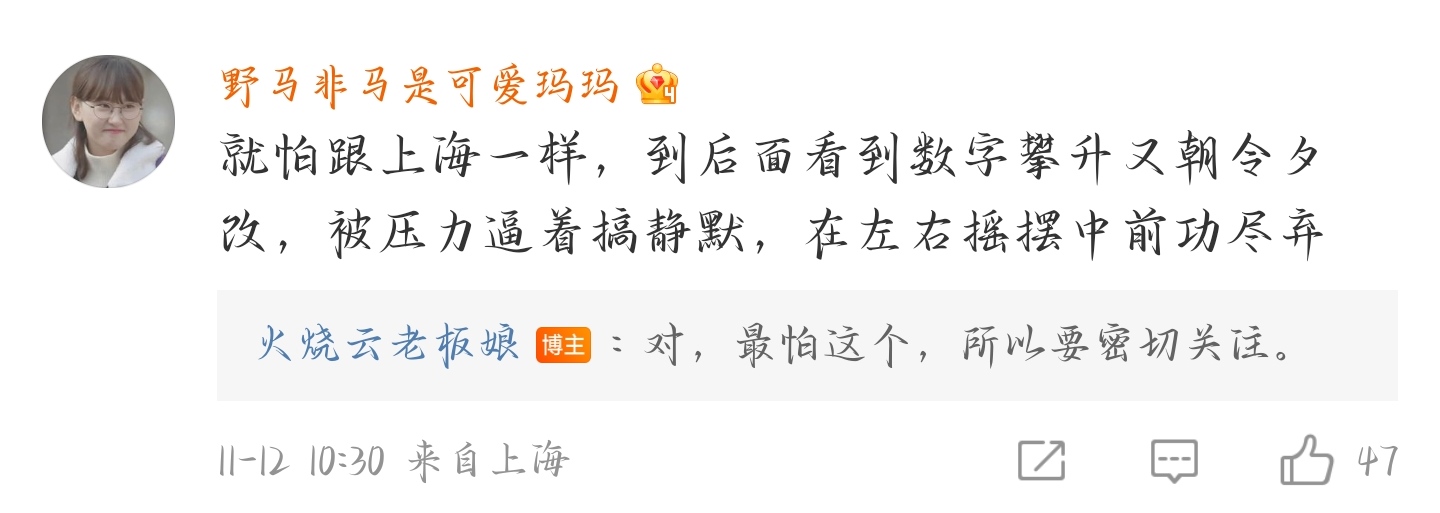 野马非马是可爱玛玛
就怕跟上海一样，到后面看到数字攀升又朝令夕
改，被压力逼着搞静默，在左右摇摆中前功尽弃
火烧云老板娘 博主：对，最怕这个，所以要密切关注。
11-12 10:30 来自上海 47